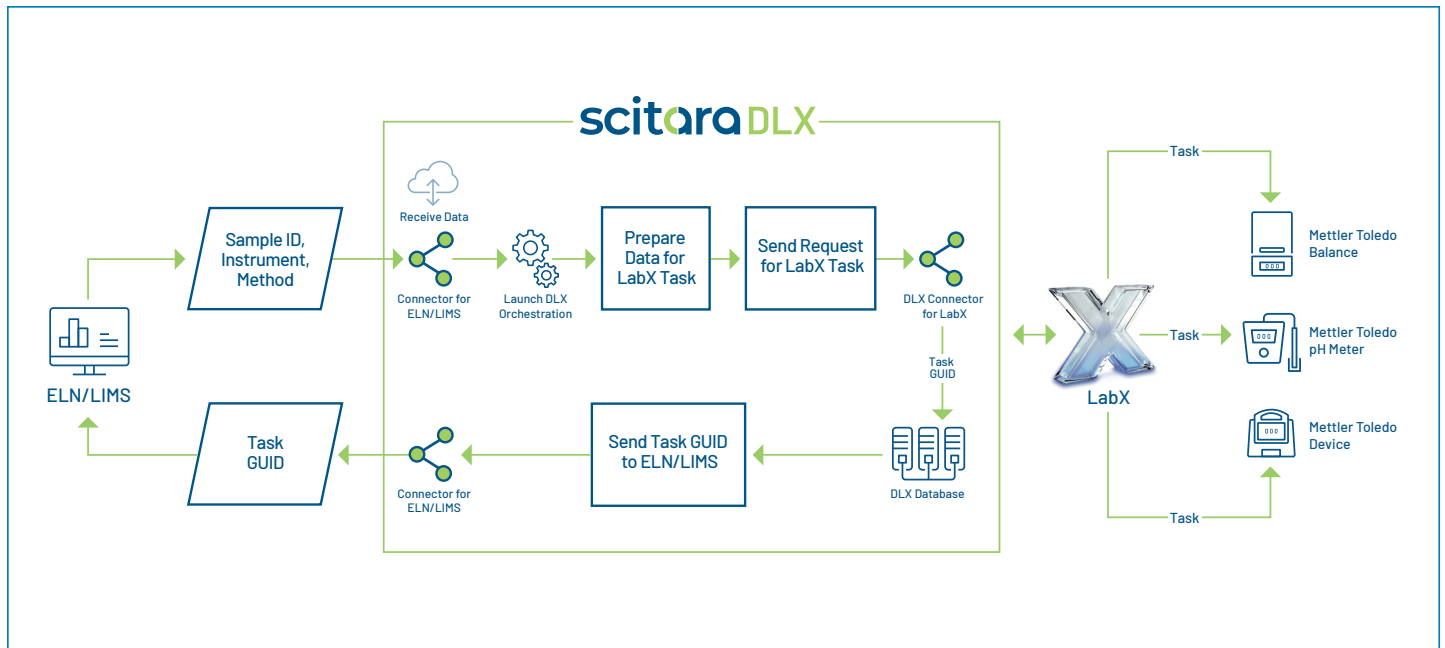 scitara DLX
Receive Data
Sample ID,
Instrument,
Method
Connector for
ELN/LIMS
Launch DLX
Orchestration
Prepare
Data for
LabX Task
Send Request
for LabX Task
DLX Connector
for LabX
Task
GUID
DLX Database
Send Task GUID
to ELN/LIMS
Connector for
ELN/LIMS
Task
GUID
ELN/LIMS
X
LabX
Task
000
Mettler Toledo
Balance
Task
000
Mettler Toledo
pH Meter
Task
000
Mettler Toledo
Device